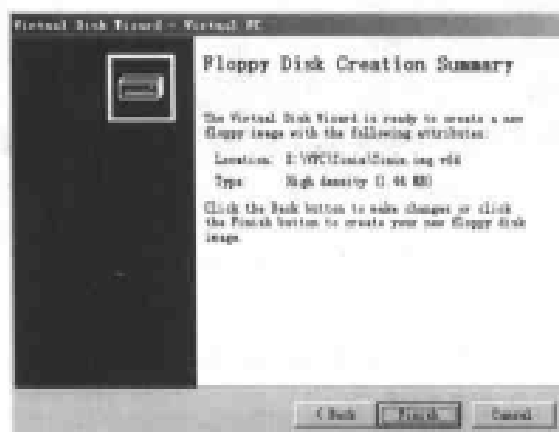 Virtual Disk Wizard - Virtual PC
Floppy Disk Creation Summary
The Virtual Disk Wizard is ready to create a new
floppy image with the following attributes:
Location:
Type: High density (1.44 MB)
Click the Back button to make changes or click
the Finish button to create your new floppy disk
image.
< Back Finish Cancel